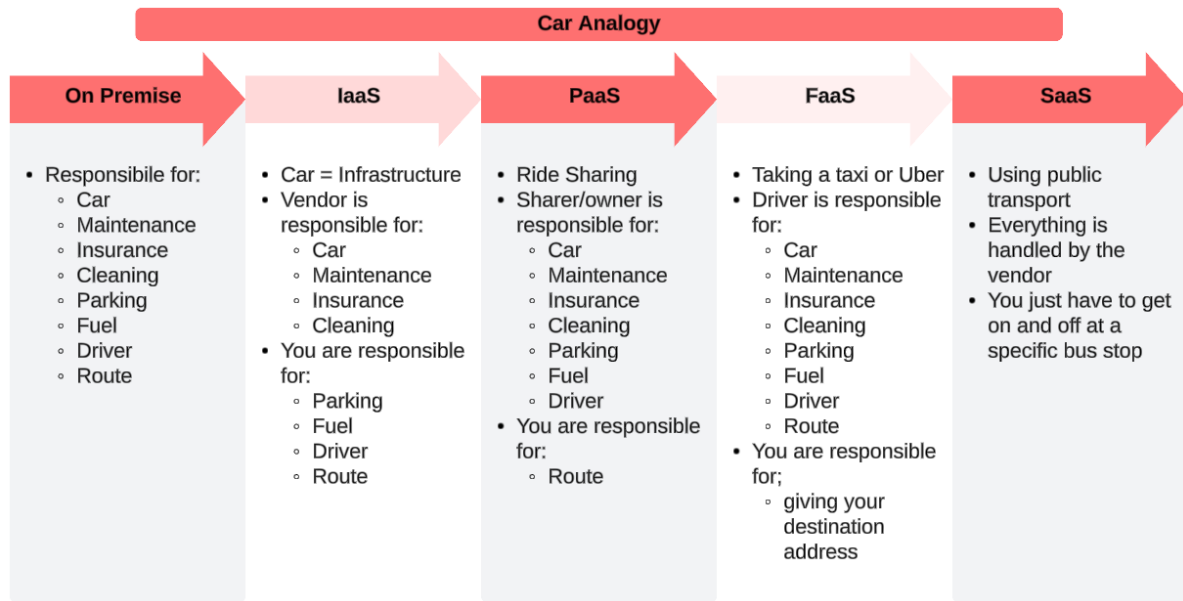 Car Analogy
On Premise
Responsibile for:
Car
Maintenance
Insurance
Cleaning
Parking
Fuel
Driver
Route
IaaS
Car = Infrastructure
Vendor is
responsible for:
Car
Maintenance
Insurance
Cleaning
You are responsible
for:
Parking
Fuel
Driver
Route
PaaS
Ride Sharing
Sharer/owner is
responsible for:
Car
Maintenance
Insurance
Cleaning
Parking
Fuel
Driver
You are responsible
for:
Route
FaaS
Taking a taxi or Uber
Driver is responsible
for:
Car
Maintenance
Insurance
Cleaning
Parking
Fuel
Driver
Route
You are responsible
for;
giving your
destination
address
SaaS
Using public
transport
Everything is
handled by the
vendor
You just have to get
on and off at a
specific bus stop